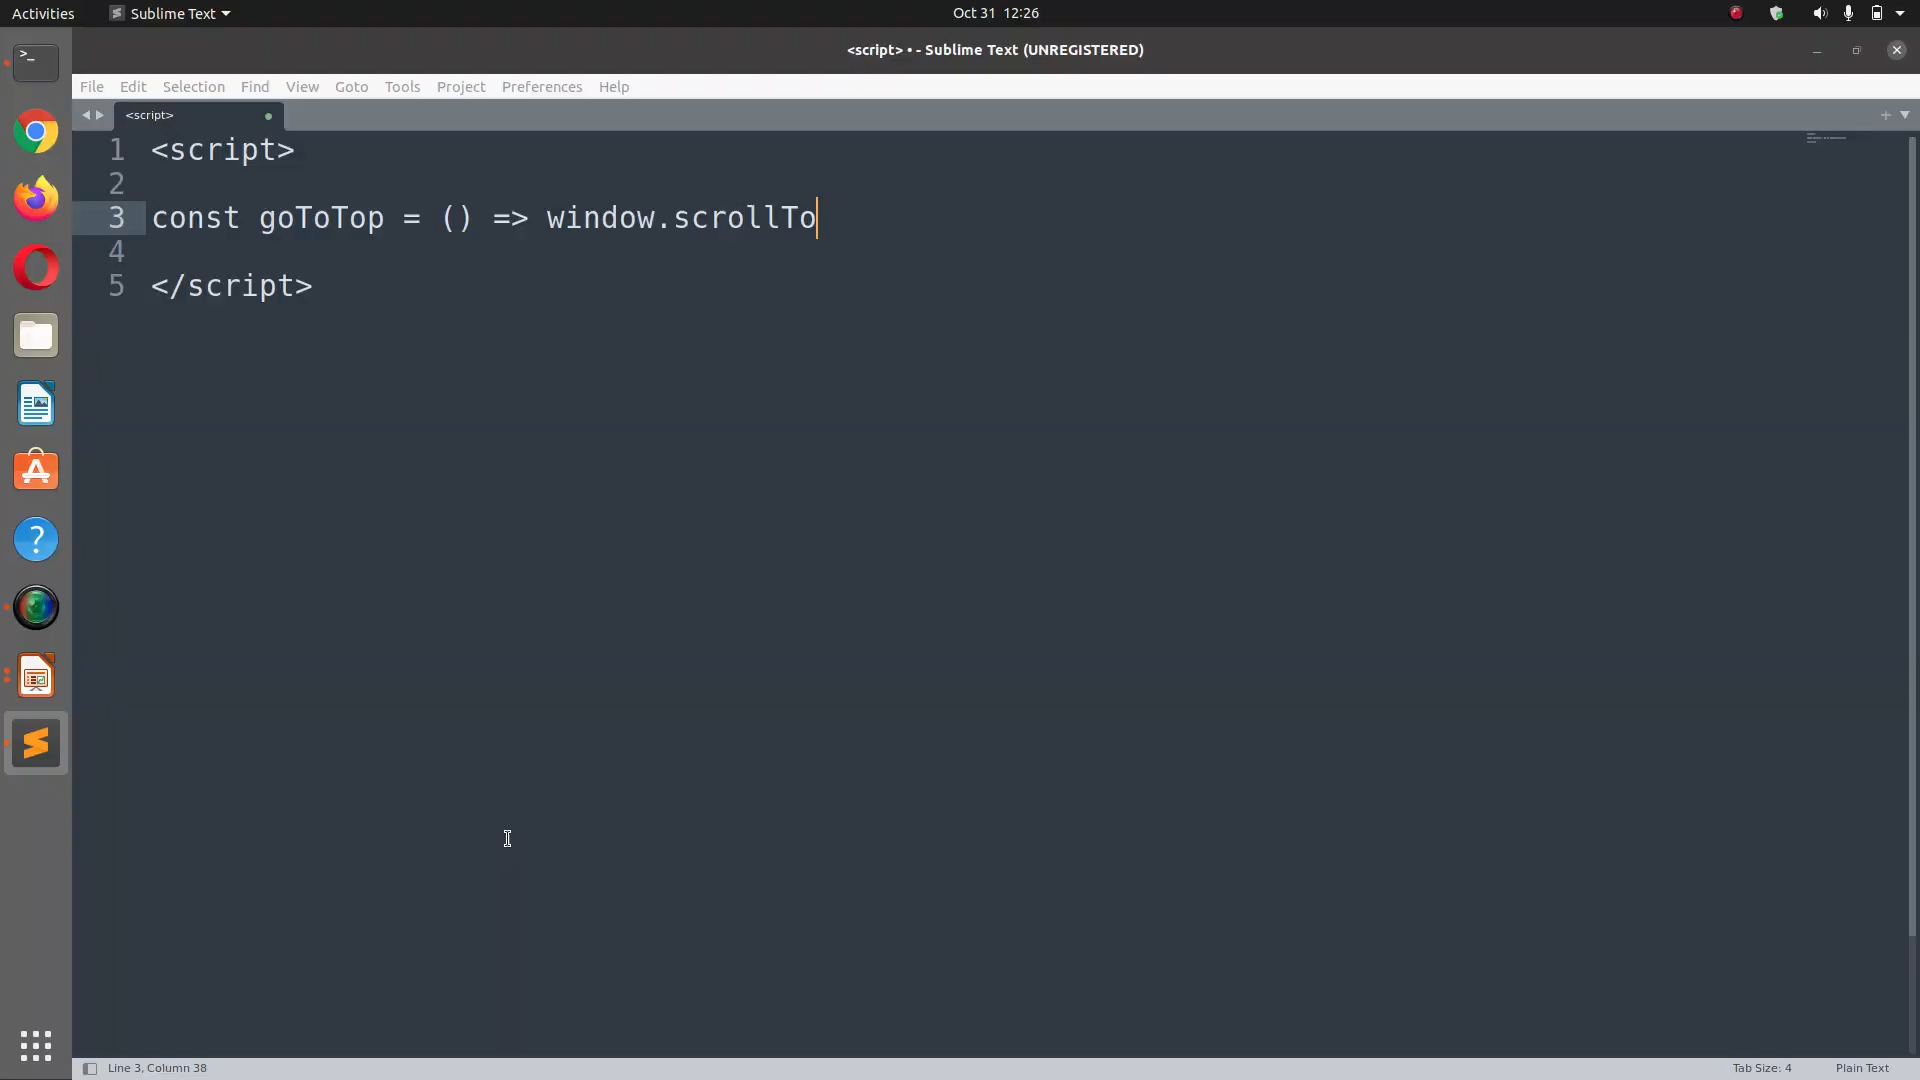 Activities Sublime Text Oct 31 12:26
<script> • - Sublime Text (UNREGISTERED)
File Edit Selection Find View Goto Tools Project Preferences Help
<script>
1 <script>
2
3 const goToTop = () => window.scrollTo
4
5 </script>
Line 3, Column 38 Tab Size: 4 Plain Text